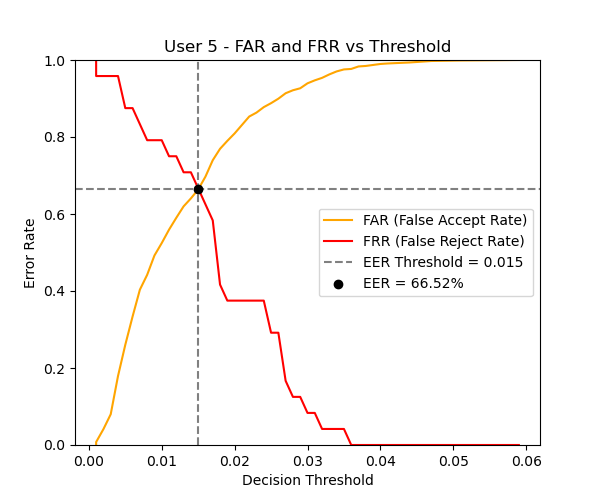 User 5 - FAR and FRR vs Threshold
1.0
0.8
0.6
0.4
0.2
0.0
Error Rate
FAR (False Accept Rate)
FRR (False Reject Rate)
EER Threshold = 0.015
EER = 66.52%
0.00 0.01 0.02 0.03 0.04 0.05 0.06
Decision Threshold